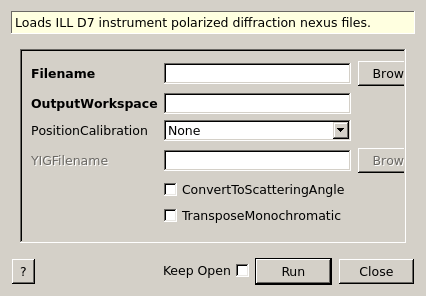 Loads ILL D7 instrument polarized diffraction nexus files.
Filename Brow
OutputWorkspace
PositionCalibration None
YIGFilename Brow
ConvertToScatteringAngle
TransposeMonochromatic
? Keep Open Run Close